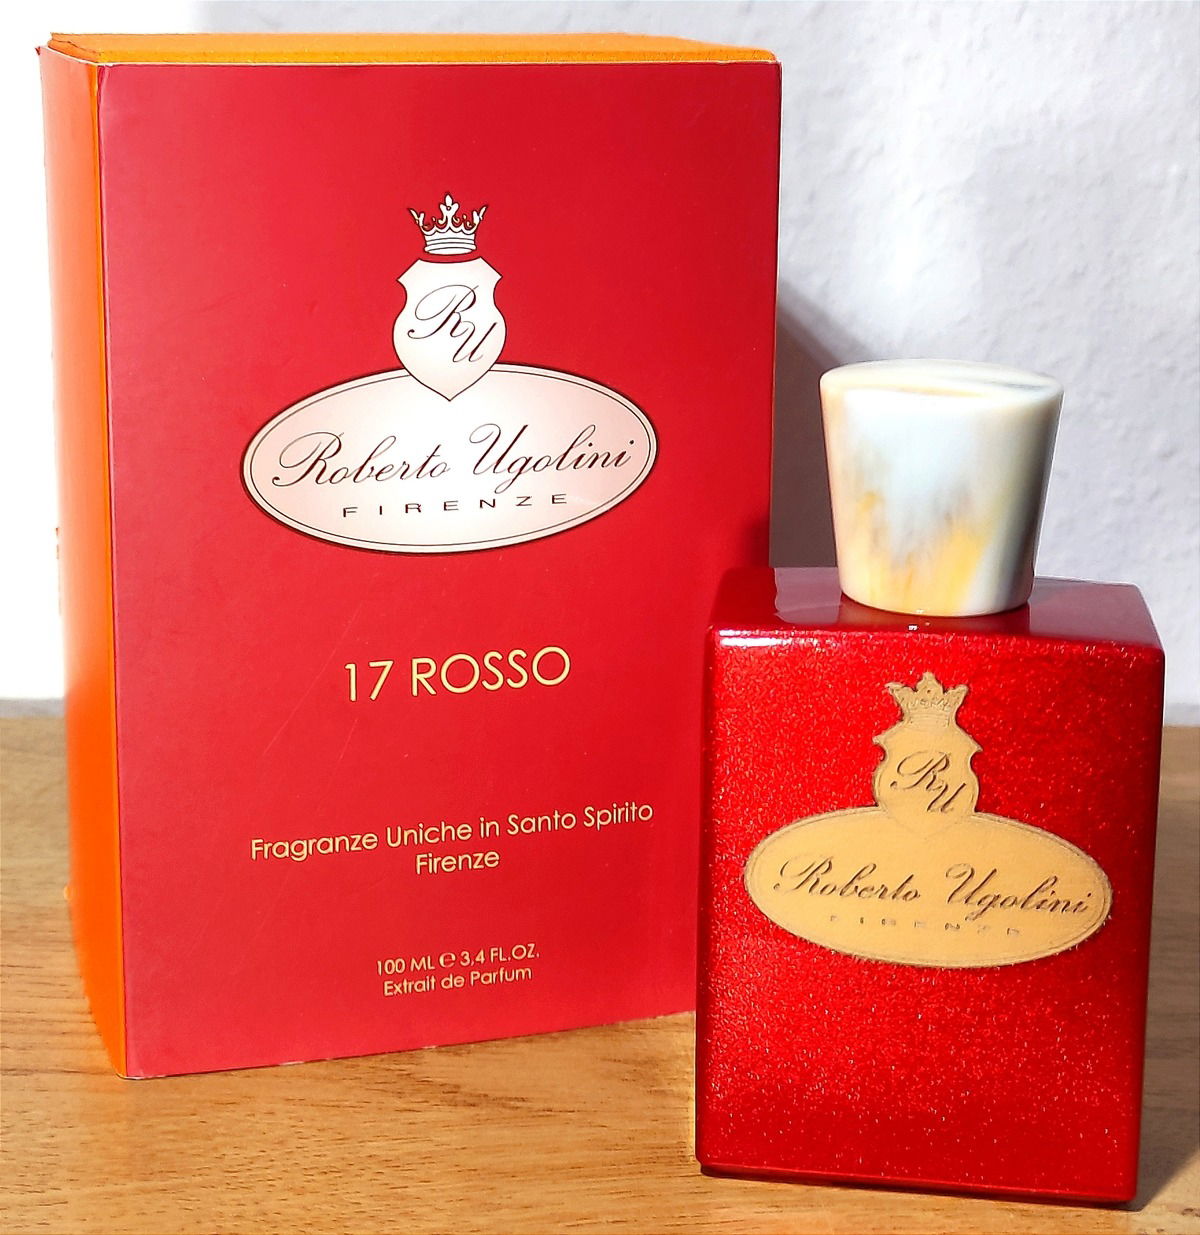 RU
Roberto Ugolini
FIRENZE
17 ROSSO
Fragranze Uniche in Santo Spirito
Firenze
100 ML ℮ 3,4 FL.OZ.
Extrait de Parfum
RU
Roberto Ugolini
FIRENZE